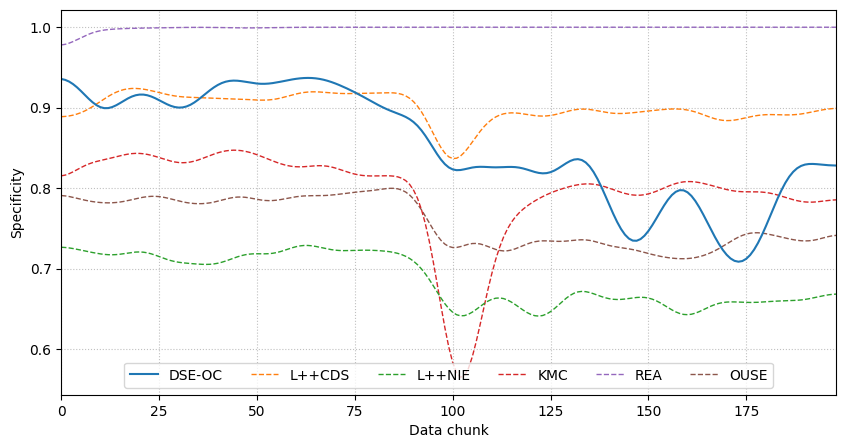 1.0
0.9
0.8
0.7
0.6
Specificity
DSE-OC L++CDS L++NIE KMC REA OUSE
0 25 50 75 100 125 150 175
Data chunk